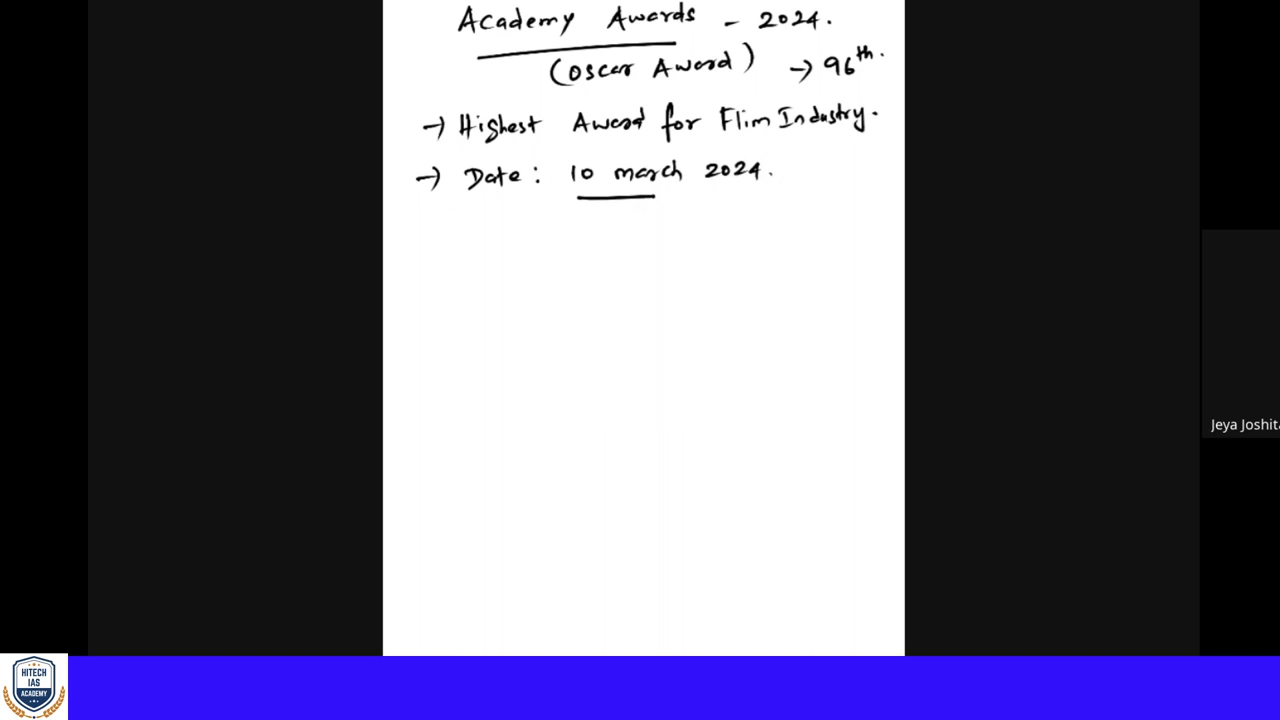 Academy Awards - 2024.
(Oscar Award) → 96th.
→ Highest Award for Flim Industry.
→ Date: 10 march 2024.
Jeya Joshita
HITECH
IAS
ACADEMY